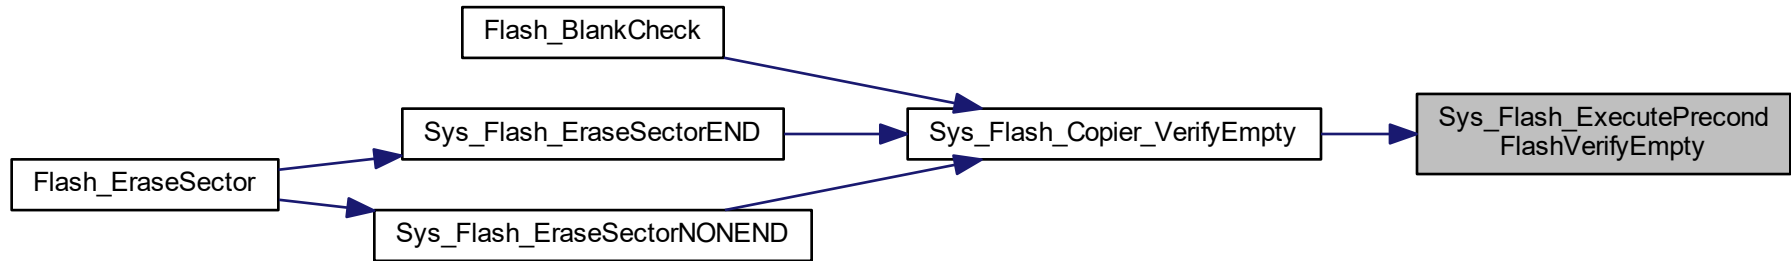 Flash_BlankCheck
Sys_Flash_EraseSectorEND
Sys_Flash_Copier_VerifyEmpty
Sys_Flash_ExecutePrecond
FlashVerifyEmpty
Flash_EraseSector
Sys_Flash_EraseSectorNONEND